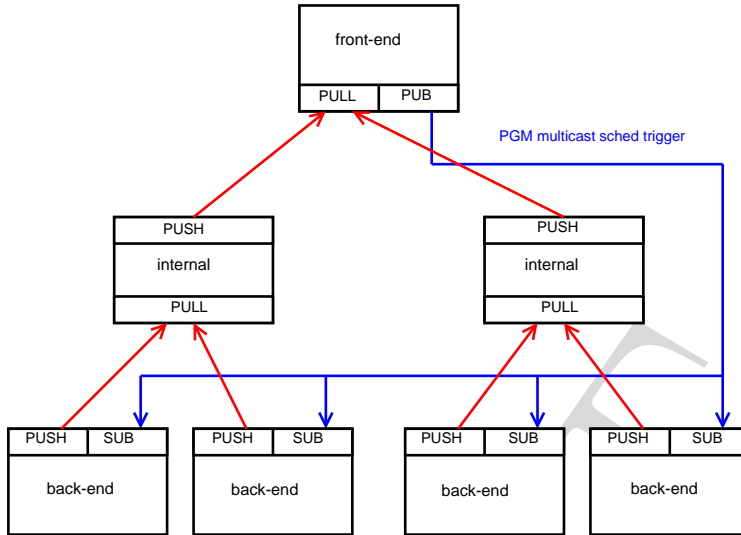 front-end
PULL PUB
PGM multicast sched trigger
PUSH PUSH
internal internal
PULL PULL
PUSH SUB PUSH SUB PUSH SUB PUSH SUB
back-end back-end back-end back-end